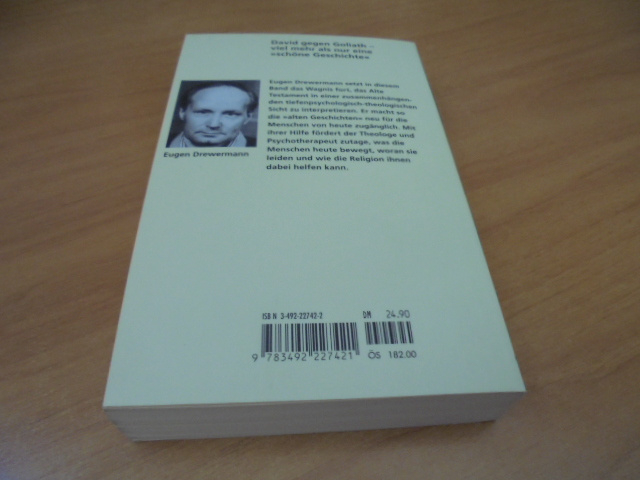 David gegen Goliath –
viel mehr als nur eine
»schöne Geschichte«
Eugen Drewermann setzt in diesem
Band das Wagnis fort, das Alte
Testament in einer zusammenhängen-
den tiefenpsychologisch-theologischen
Sicht zu interpretieren. Er macht so
die »alten Geschichten« neu für die
Menschen von heute zugänglich. Mit
ihrer Hilfe fördert der Theologe und
Psychotherapeut zutage, was die
Menschen heute bewegt, woran sie
leiden und wie die Religion ihnen
dabei helfen kann.
Eugen Drewermann
ISBN 3-492-22742-2 DM 24.90
9 783492 227421 ÖS 182.00